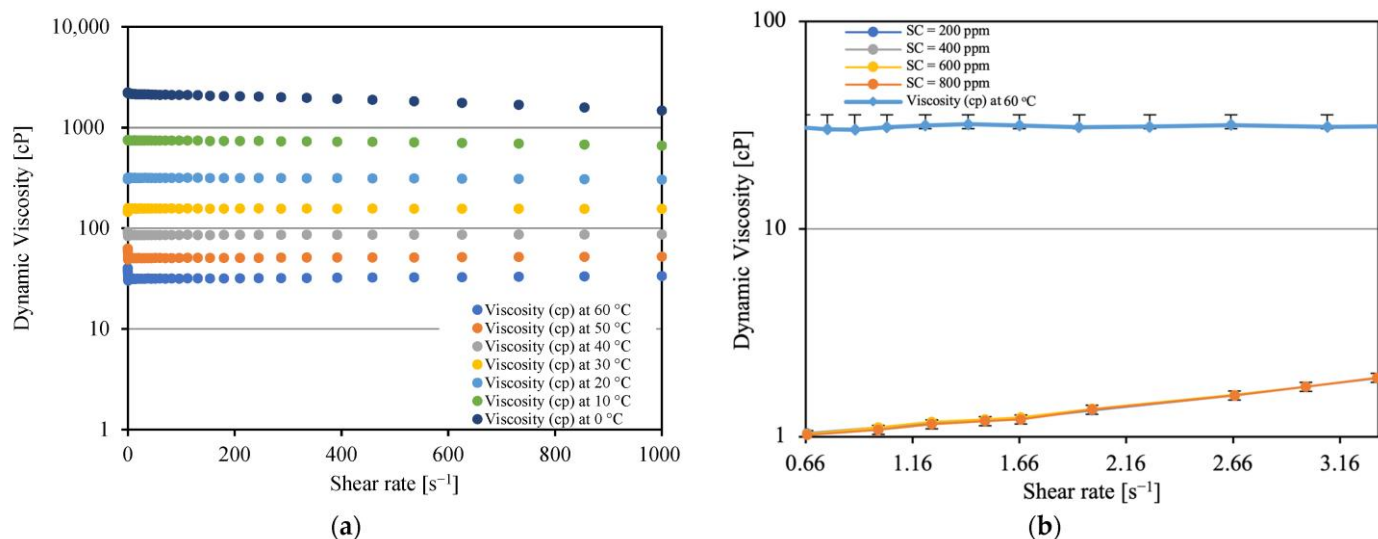 10,000
1000
100
10
1
Dynamic Viscosity [cP]
Viscosity (cp) at 60 °C
Viscosity (cp) at 50 °C
Viscosity (cp) at 40 °C
Viscosity (cp) at 30 °C
Viscosity (cp) at 20 °C
Viscosity (cp) at 10 °C
Viscosity (cp) at 0 °C
0 200 400 600 800 1000
Shear rate [s⁻¹]
(a)
100
10
1
Dynamic Viscosity [cP]
SC = 200 ppm
SC = 400 ppm
SC = 600 ppm
SC = 800 ppm
Viscosity (cp) at 60 °C
0.66 1.16 1.66 2.16 2.66 3.16
Shear rate [s⁻¹]
(b)